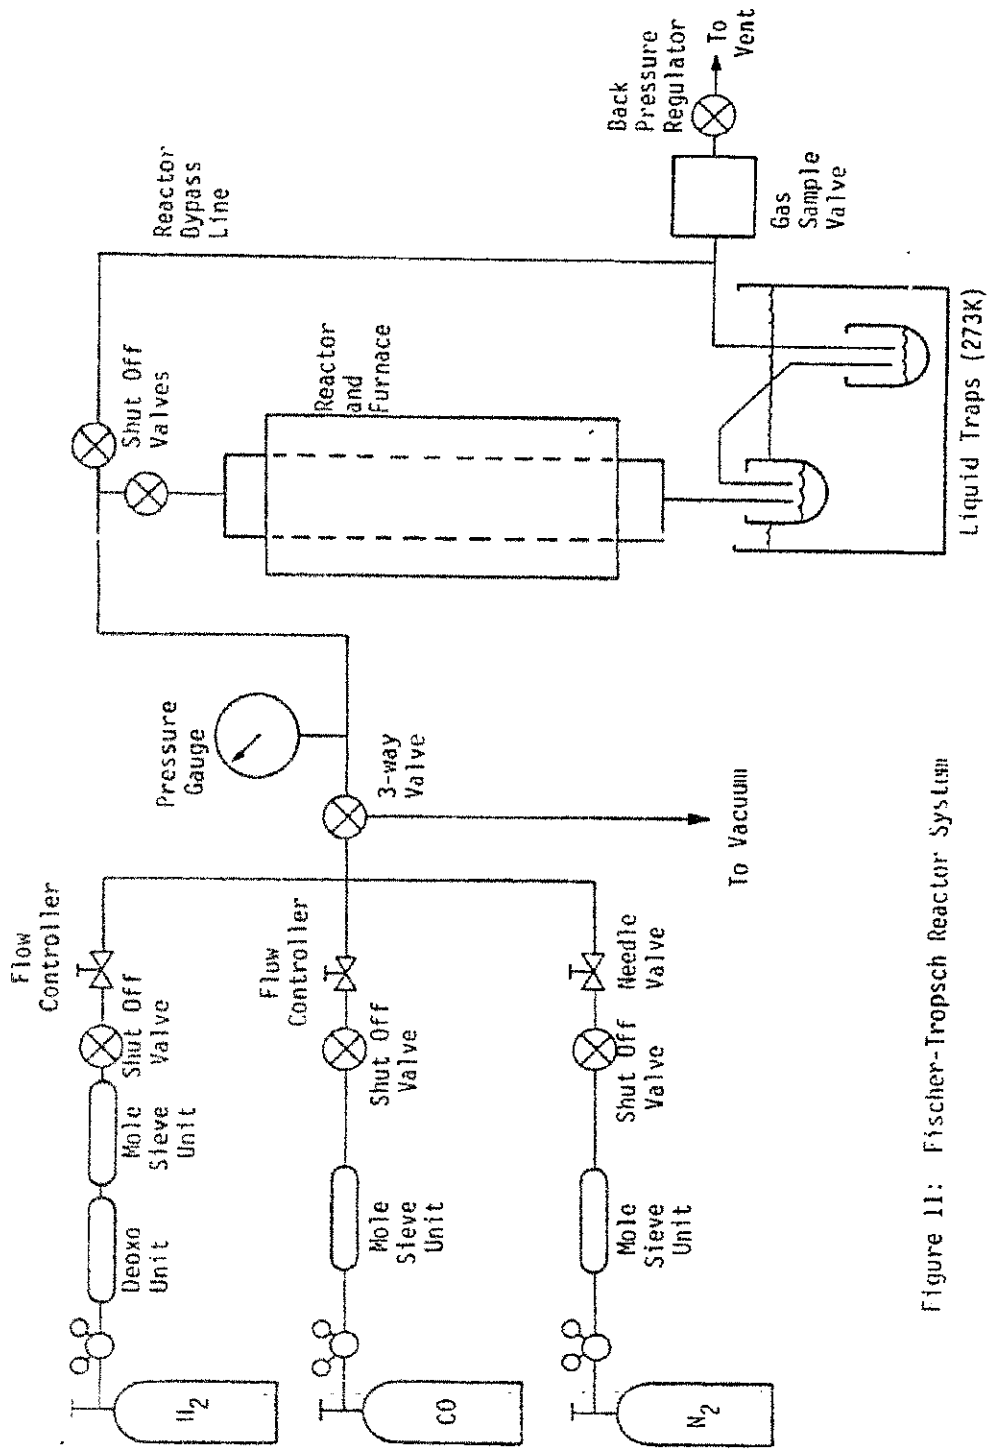 Flow
Controller
Shut Off
Valve
Mole
Sieve
Unit
Deoxo
Unit
H2
Flow
Controller
Shut Off
Valve
Mole
Sieve
Unit
CO
Needle
Valve
Shut Off
Valve
Mole
Sieve
Unit
N2
Pressure
Gauge
3-way
Valve
To Vacuum
Shut Off
Valves
Reactor
and
Furnace
Reactor
Bypass
Line
Back
Pressure
Regulator
To
Vent
Gas
Sample
Valve
Liquid Traps (273K)
Figure 11: Fischer-Tropsch Reactor System